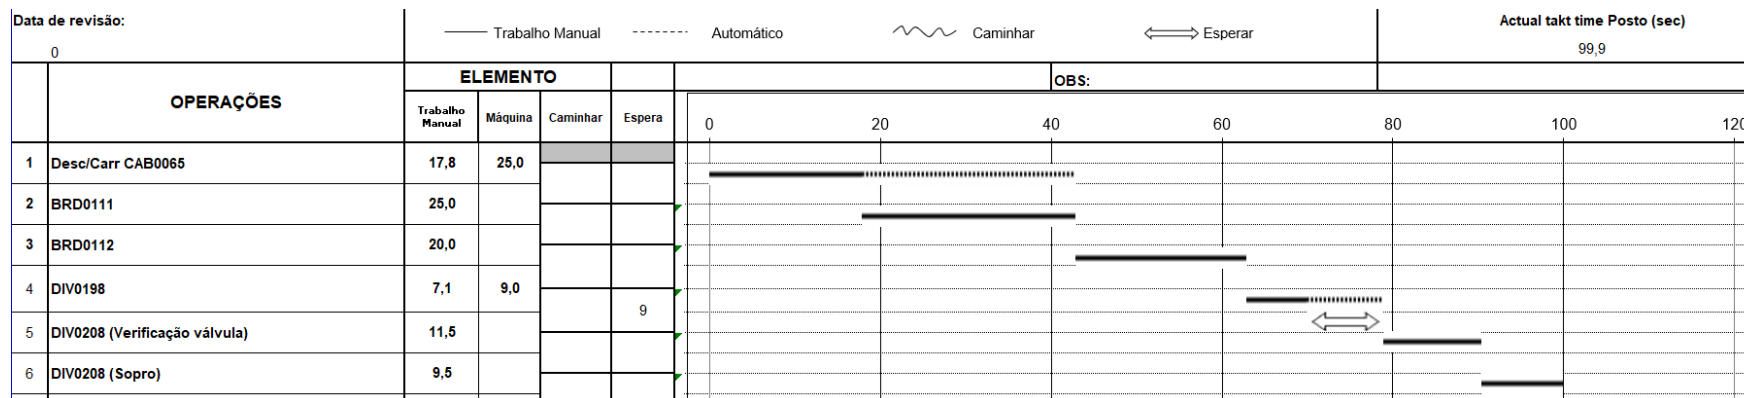 Data de revisão:
0
Trabalho Manual
Automático
Caminhar
Esperar
Actual takt time Posto (sec)
99,9
OPERAÇÕES
ELEMENTO
OBS:
Trabalho Manual
Máquina
Caminhar
Espera
0 20 40 60 80 100 120
1 Desc/Carr CAB0065 17,8 25,0
2 BRD0111 25,0
3 BRD0112 20,0
4 DIV0198 7,1 9,0
9
5 DIV0208 (Verificação válvula) 11,5
6 DIV0208 (Sopro) 9,5